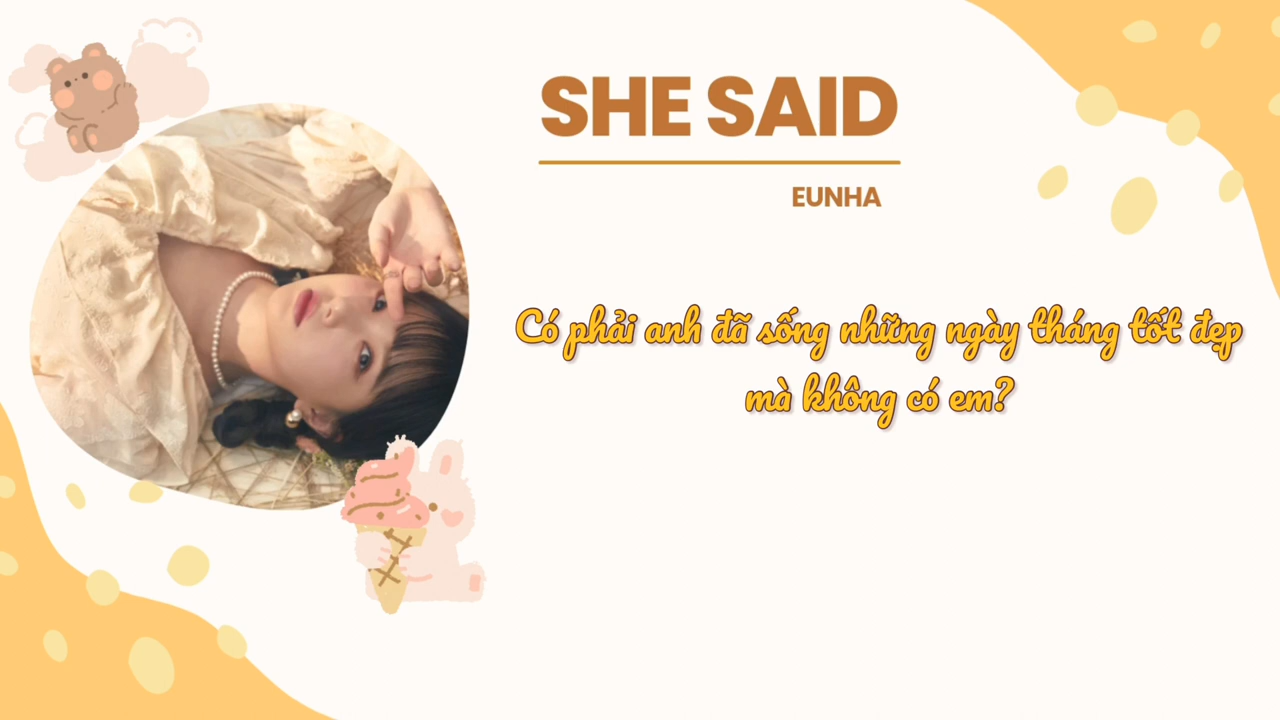 SHE SAID
EUNHA
Có phải anh đã sống những ngày tháng tốt đẹp
mà không có em?